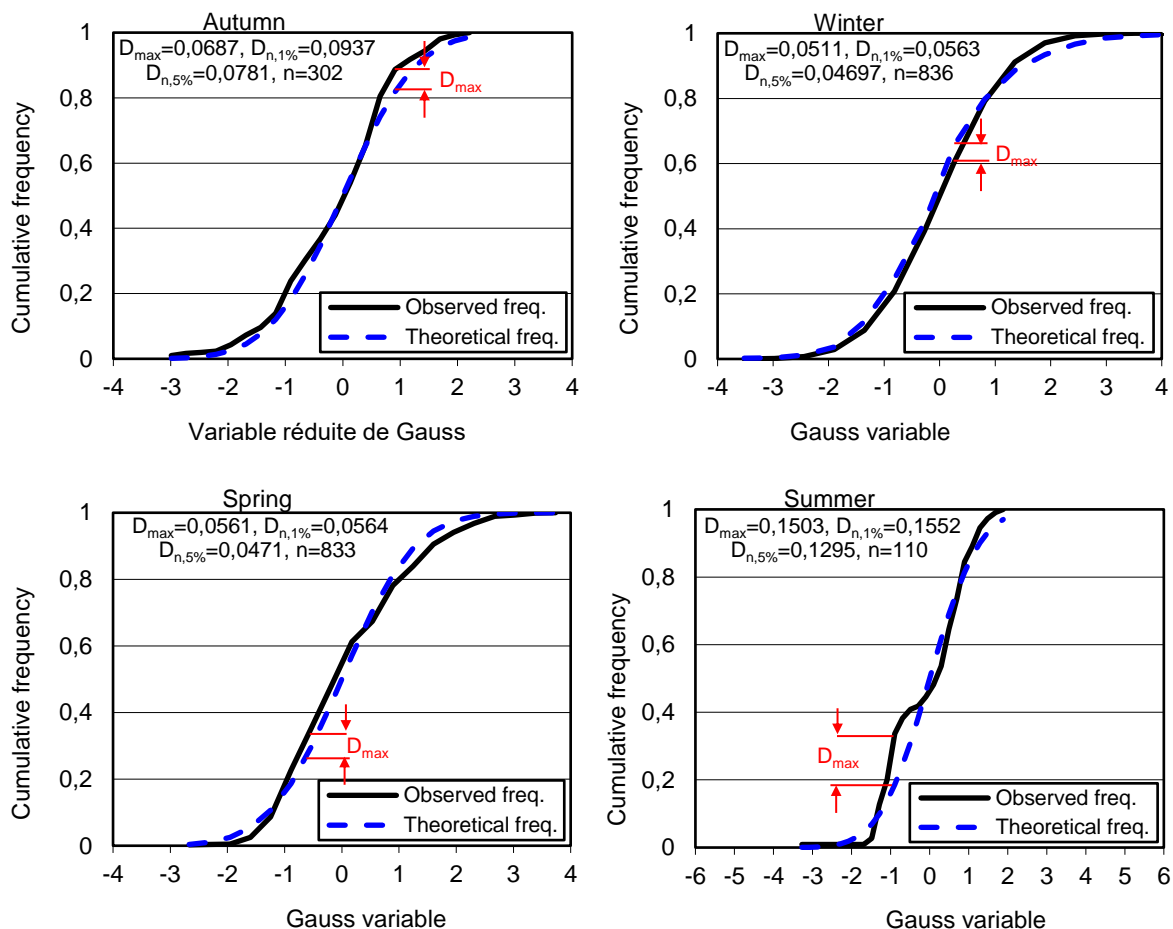 Autumn
Dmax=0,0687, Dn,1%=0,0937
Dn,5%=0,0781, n=302
Dmax
Cumulative frequency
1
0,8
0,6
0,4
0,2
0
Observed freq.
Theoretical freq.
-4 -3 -2 -1 0 1 2 3 4
Variable réduite de Gauss
Winter
Dmax=0,0511, Dn,1%=0,0563
Dn,5%=0,04697, n=836
Dmax
Cumulative frequency
1
0,8
0,6
0,4
0,2
0
Observed freq.
Theoretical freq.
-4 -3 -2 -1 0 1 2 3 4
Gauss variable
Spring
Dmax=0,0561, Dn,1%=0,0564
Dn,5%=0,0471, n=833
Dmax
Cumulative frequency
1
0,8
0,6
0,4
0,2
0
Observed freq.
Theoretical freq.
-4 -3 -2 -1 0 1 2 3 4
Gauss variable
Summer
Dmax=0,1503, Dn,1%=0,1552
Dn,5%=0,1295, n=110
Dmax
Cumulative frequency
1
0,8
0,6
0,4
0,2
0
Observed freq.
Theoretical freq.
-6 -5 -4 -3 -2 -1 0 1 2 3 4 5 6
Gauss variable